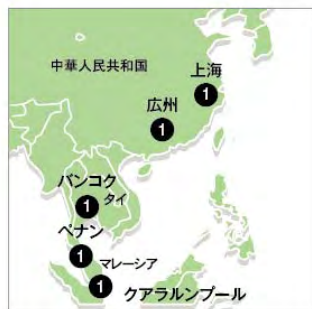 中華人民共和国
上海
1
広州
1
バンコク
1
タイ
ペナン
1
マレーシア
1
クアラルンプール